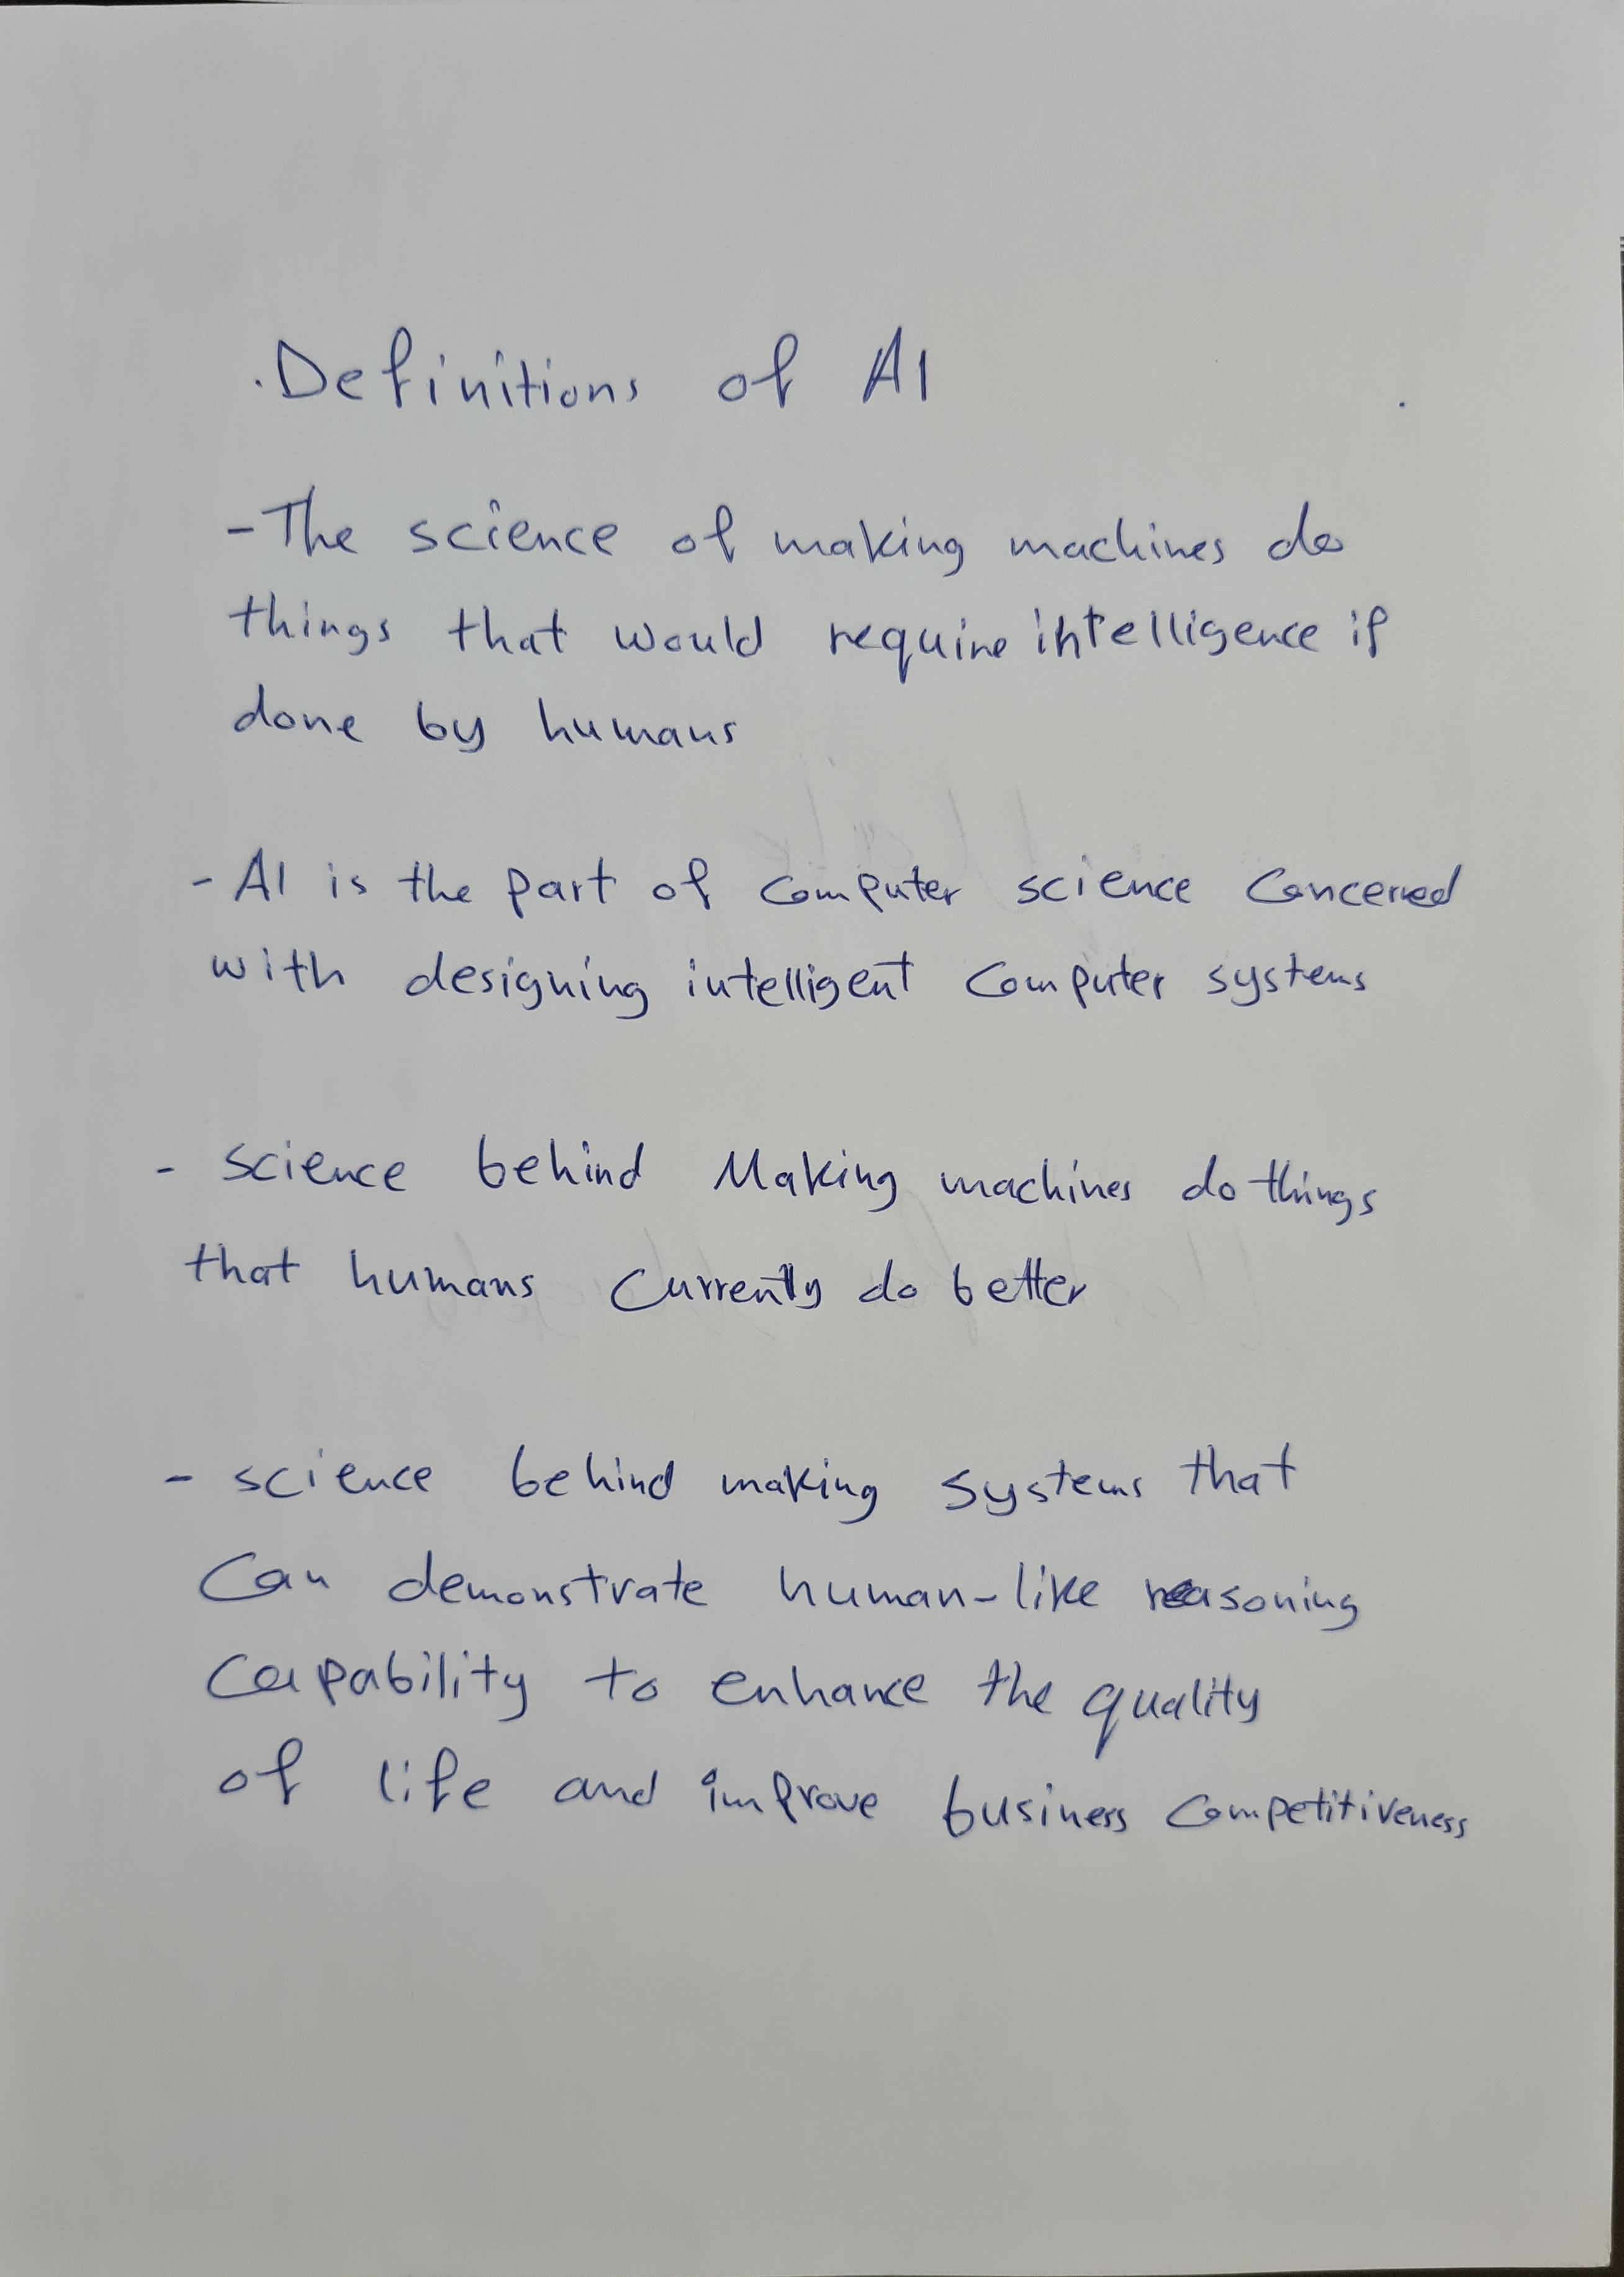 .Definitions of AI
-The science of making machines do
things that would require intelligence if
done by humans
- AI is the part of computer science Concerned
with designing intelligent Computer systems
- science behind Making machines do things
that humans Currently do better
- science behind making systems that
Can demonstrate human-like reasoning
Capability to enhance the quality
of life and improve business Competitiveness